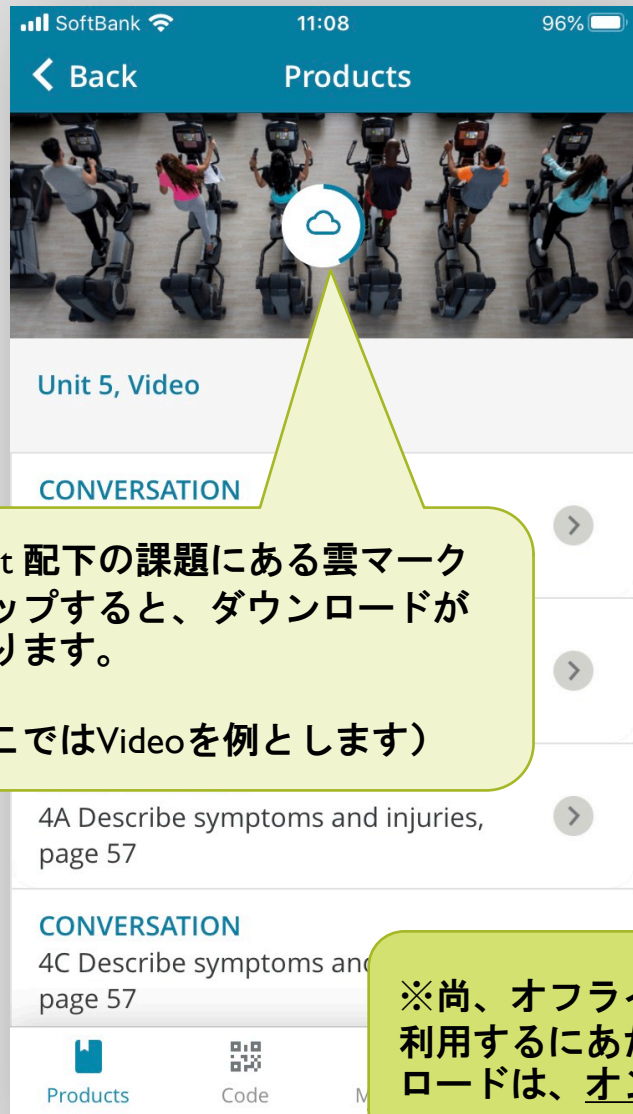 SoftBank 11:08 96%
Back Products
Unit 5, Video
CONVERSATION
配下の課題にある雲マーク
ップすると、ダウンロードが
ります。
こではVideoを例とします）
4A Describe symptoms and injuries,
page 57
CONVERSATION
4C Describe symptoms and
page 57
※尚、オフライ
利用するにあた
ロードは、オン
Products Code M